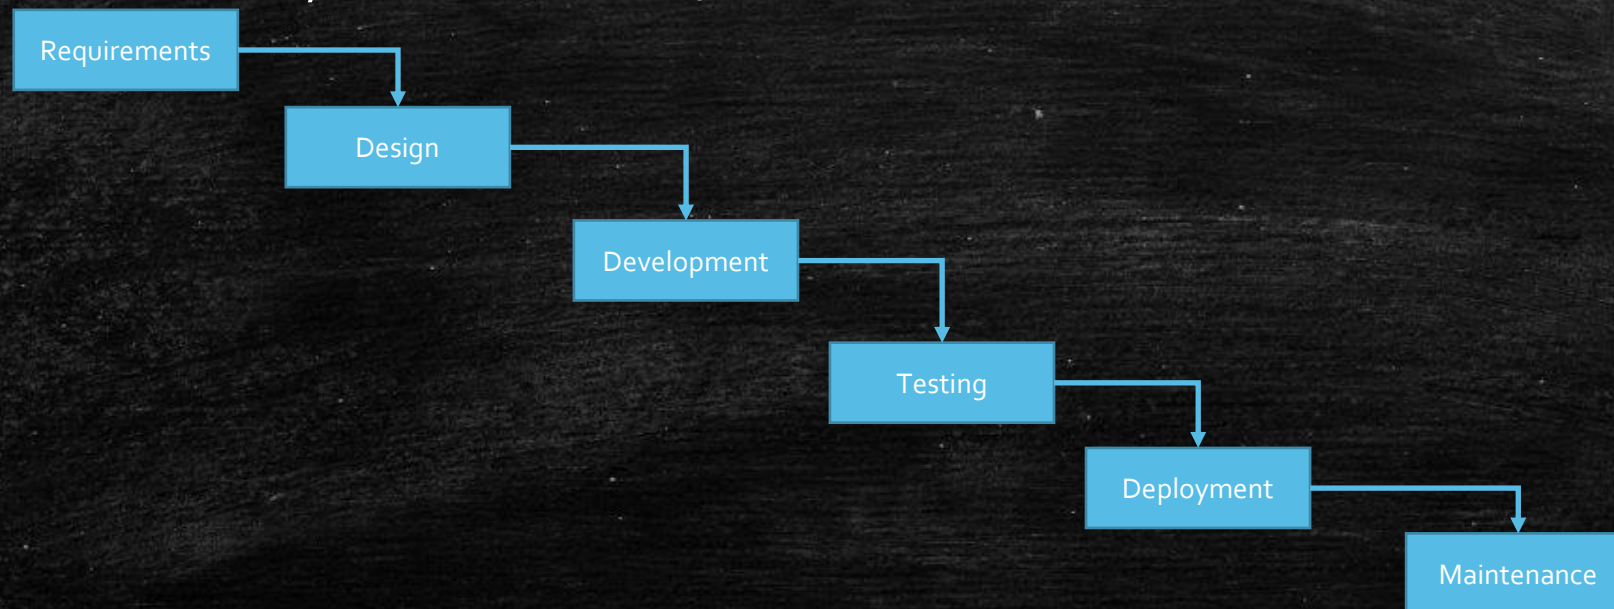 Requirements
Design
Development
Testing
Deployment
Maintenance